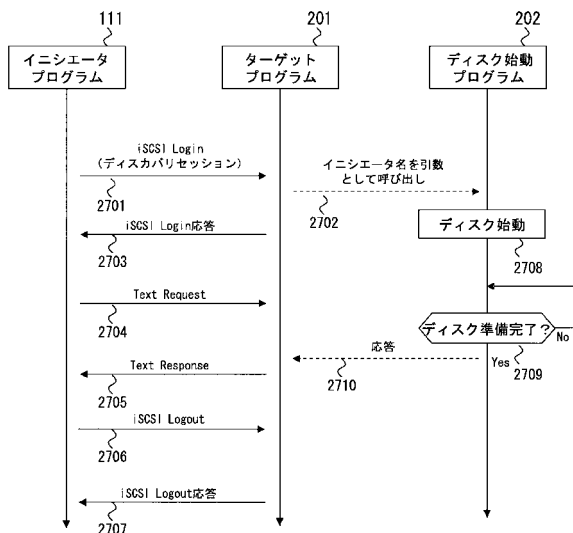 111
201
202
イニシエータ
プログラム
ターゲット
プログラム
ディスク始動
プログラム
iSCSI Login
(ディスカバリセッション)
2701
イニシエータ名を引数
として呼び出し
2702
iSCSI Login応答
2703
ディスク始動
2708
Text Request
2704
ディスク準備完了?
No
Yes
2709
応答
2710
Text Response
2705
iSCSI Logout
2706
iSCSI Logout応答
2707